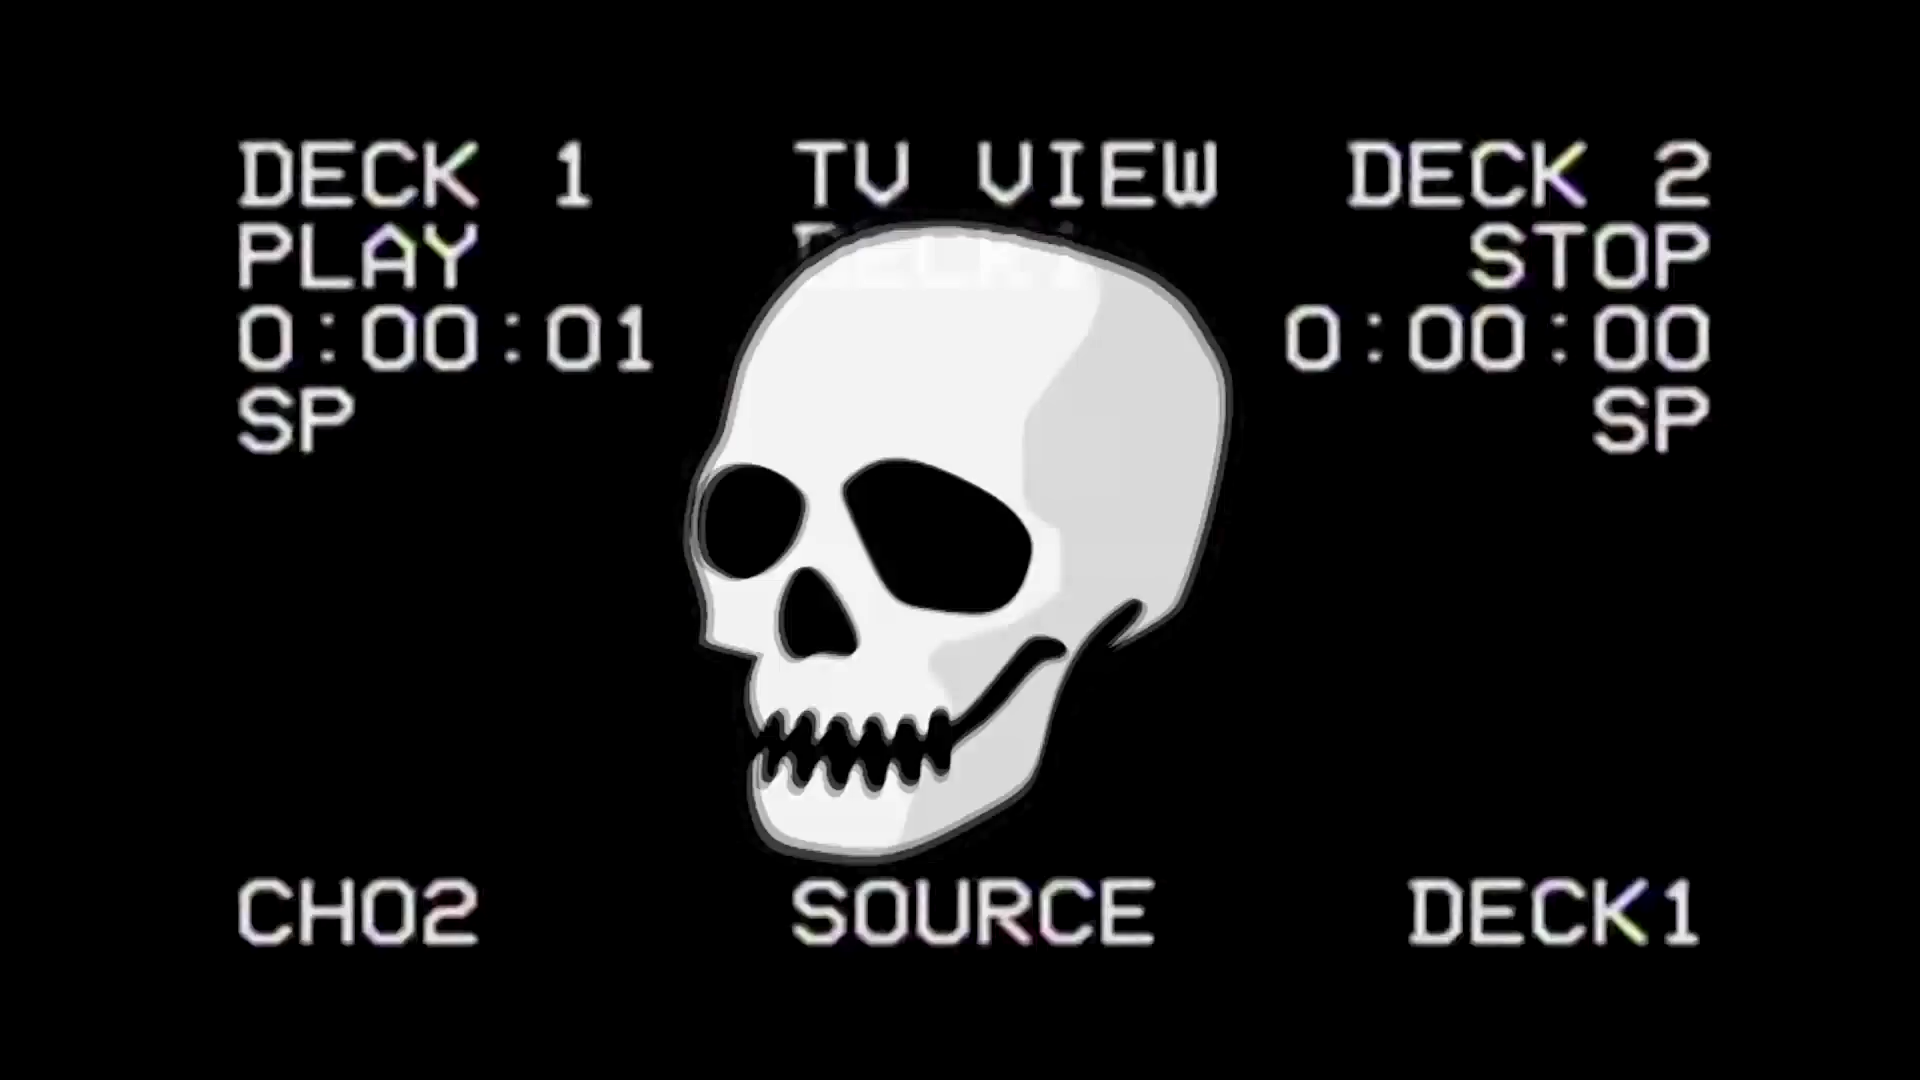 DECK 1 TV VIEW DECK 2
PLAY STOP
0:00:01 0:00:00
SP SP
CH02 SOURCE DECK1